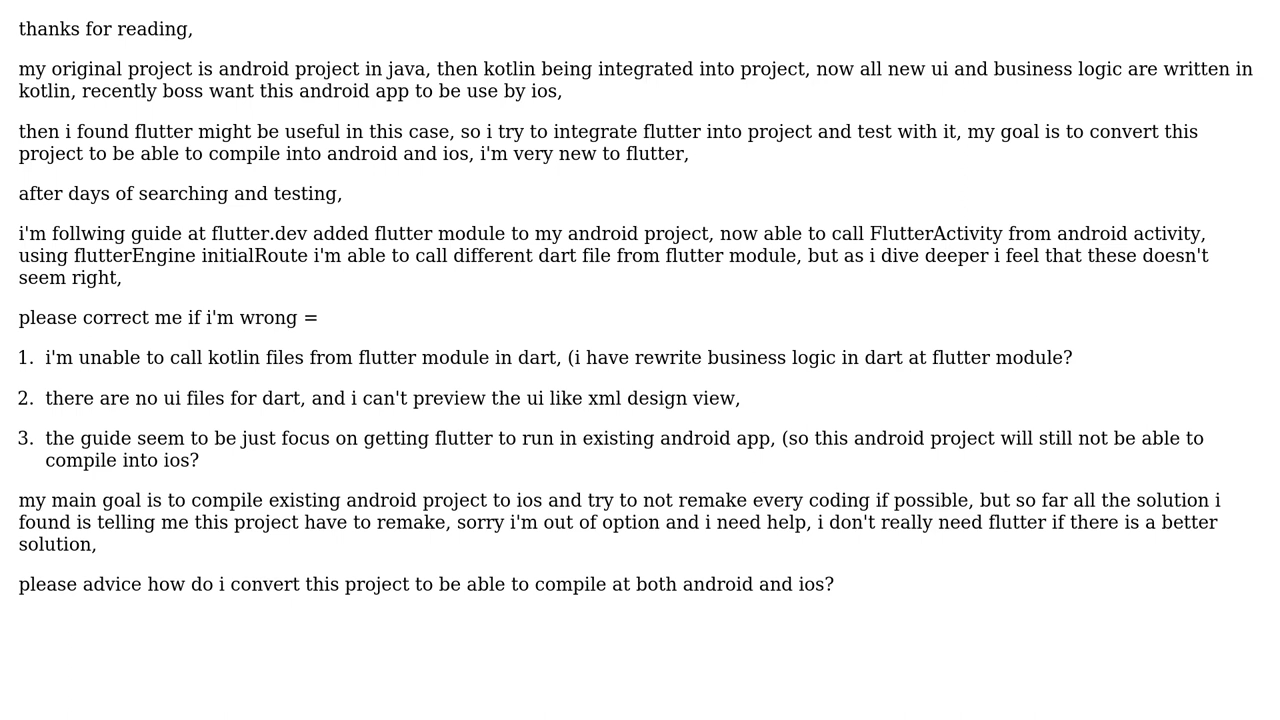 thanks for reading,
my original project is android project in java, then kotlin being integrated into project, now all new ui and business logic are written in
kotlin, recently boss want this android app to be use by ios,
then i found flutter might be useful in this case, so i try to integrate flutter into project and test with it, my goal is to convert this
project to be able to compile into android and ios, i'm very new to flutter,
after days of searching and testing,
i'm follwing guide at flutter.dev added flutter module to my android project, now able to call FlutterActivity from android activity,
using flutterEngine initialRoute i'm able to call different dart file from flutter module, but as i dive deeper i feel that these doesn't
seem right,
please correct me if i'm wrong =
1. i'm unable to call kotlin files from flutter module in dart, (i have rewrite business logic in dart at flutter module?
2. there are no ui files for dart, and i can't preview the ui like xml design view,
3. the guide seem to be just focus on getting flutter to run in existing android app, (so this android project will still not be able to
compile into ios?
my main goal is to compile existing android project to ios and try to not remake every coding if possible, but so far all the solution i
found is telling me this project have to remake, sorry i'm out of option and i need help, i don't really need flutter if there is a better
solution,
please advice how do i convert this project to be able to compile at both android and ios?